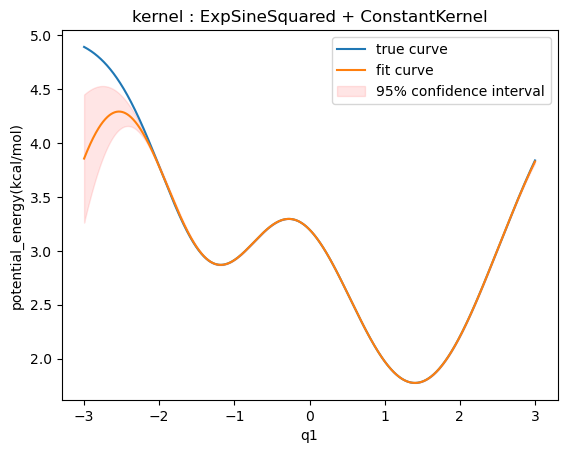 kernel : ExpSineSquared + ConstantKernel
true curve
fit curve
95% confidence interval
potential_energy(kcal/mol)
5.0
4.5
4.0
3.5
3.0
2.5
2.0
−3
−2
−1
0
1
2
3
q1